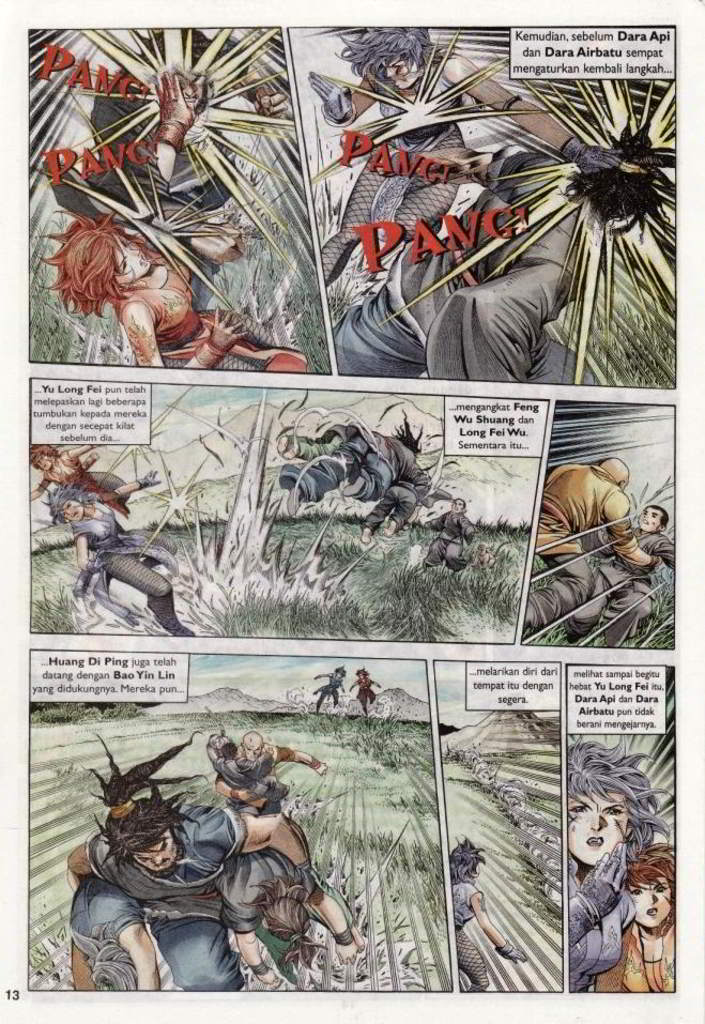 PANG!
PANG!
Kemudian, sebelum Dara Api
dan Dara Airbatu sempat
mengaturkan kembali langkah...
PANG!
PANG!
...Yu Long Fei pun telah
melepaskan lagi beberapa
tumbukan kepada mereka
dengan secepat kilat
sebelum dia...
...mengangkat Feng
Wu Shuang dan
Long Fei Wu.
Sementara itu...
...Huang Di Ping juga telah
datang dengan Bao Yin Lin
yang didukungnya. Mereka pun...
...melarikan diri dari
tempat itu dengan
segera.
melihat sampai begitu
hebat Yu Long Fei itu,
Dara Api dan Dara
Airbatu pun tidak
berani mengejarnya.
13